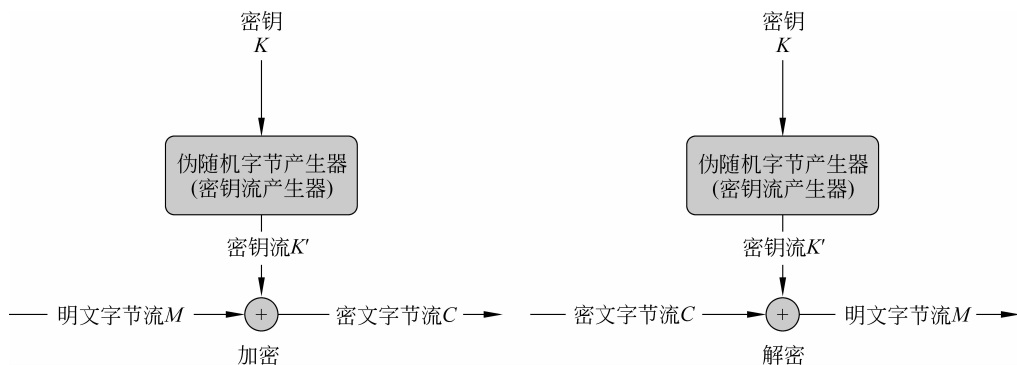 密钥
K
伪随机字节产生器
(密钥流产生器)
密钥流K′
明文字节流M
+
密文字节流C
加密
密钥
K
伪随机字节产生器
(密钥流产生器)
密钥流K′
密文字节流C
+
明文字节流M
解密